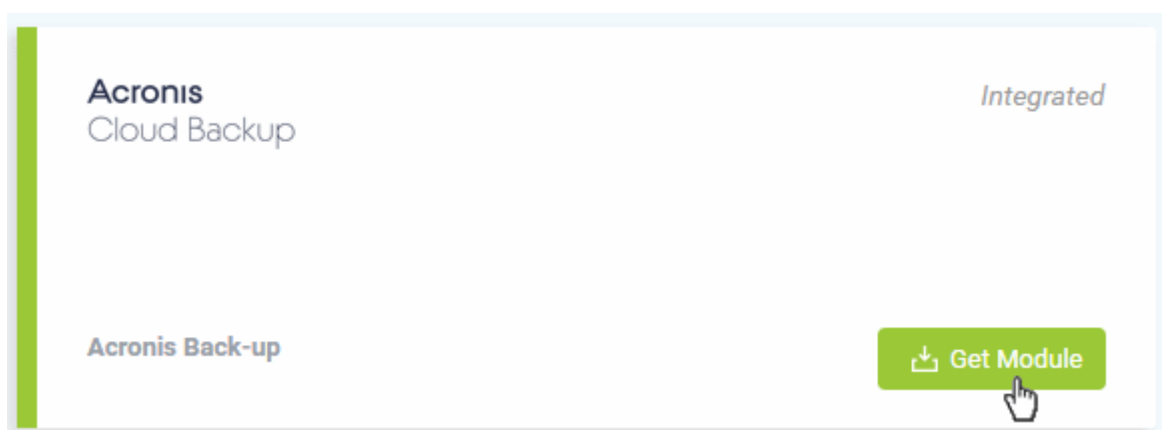 Acronis
Cloud Backup
Integrated
Acronis Back-up
Get Module